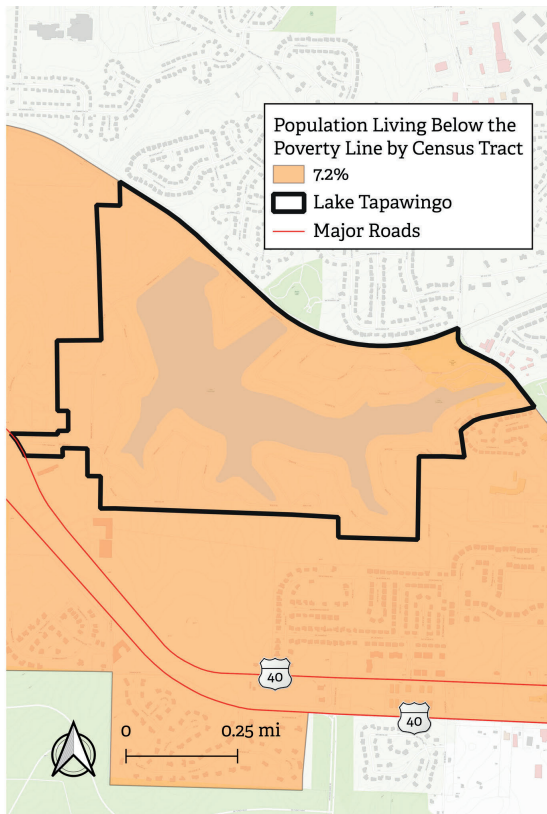 Population Living Below the
Poverty Line by Census Tract
7.2%
Lake Tapawingo
Major Roads
40
40
0 0.25 mi